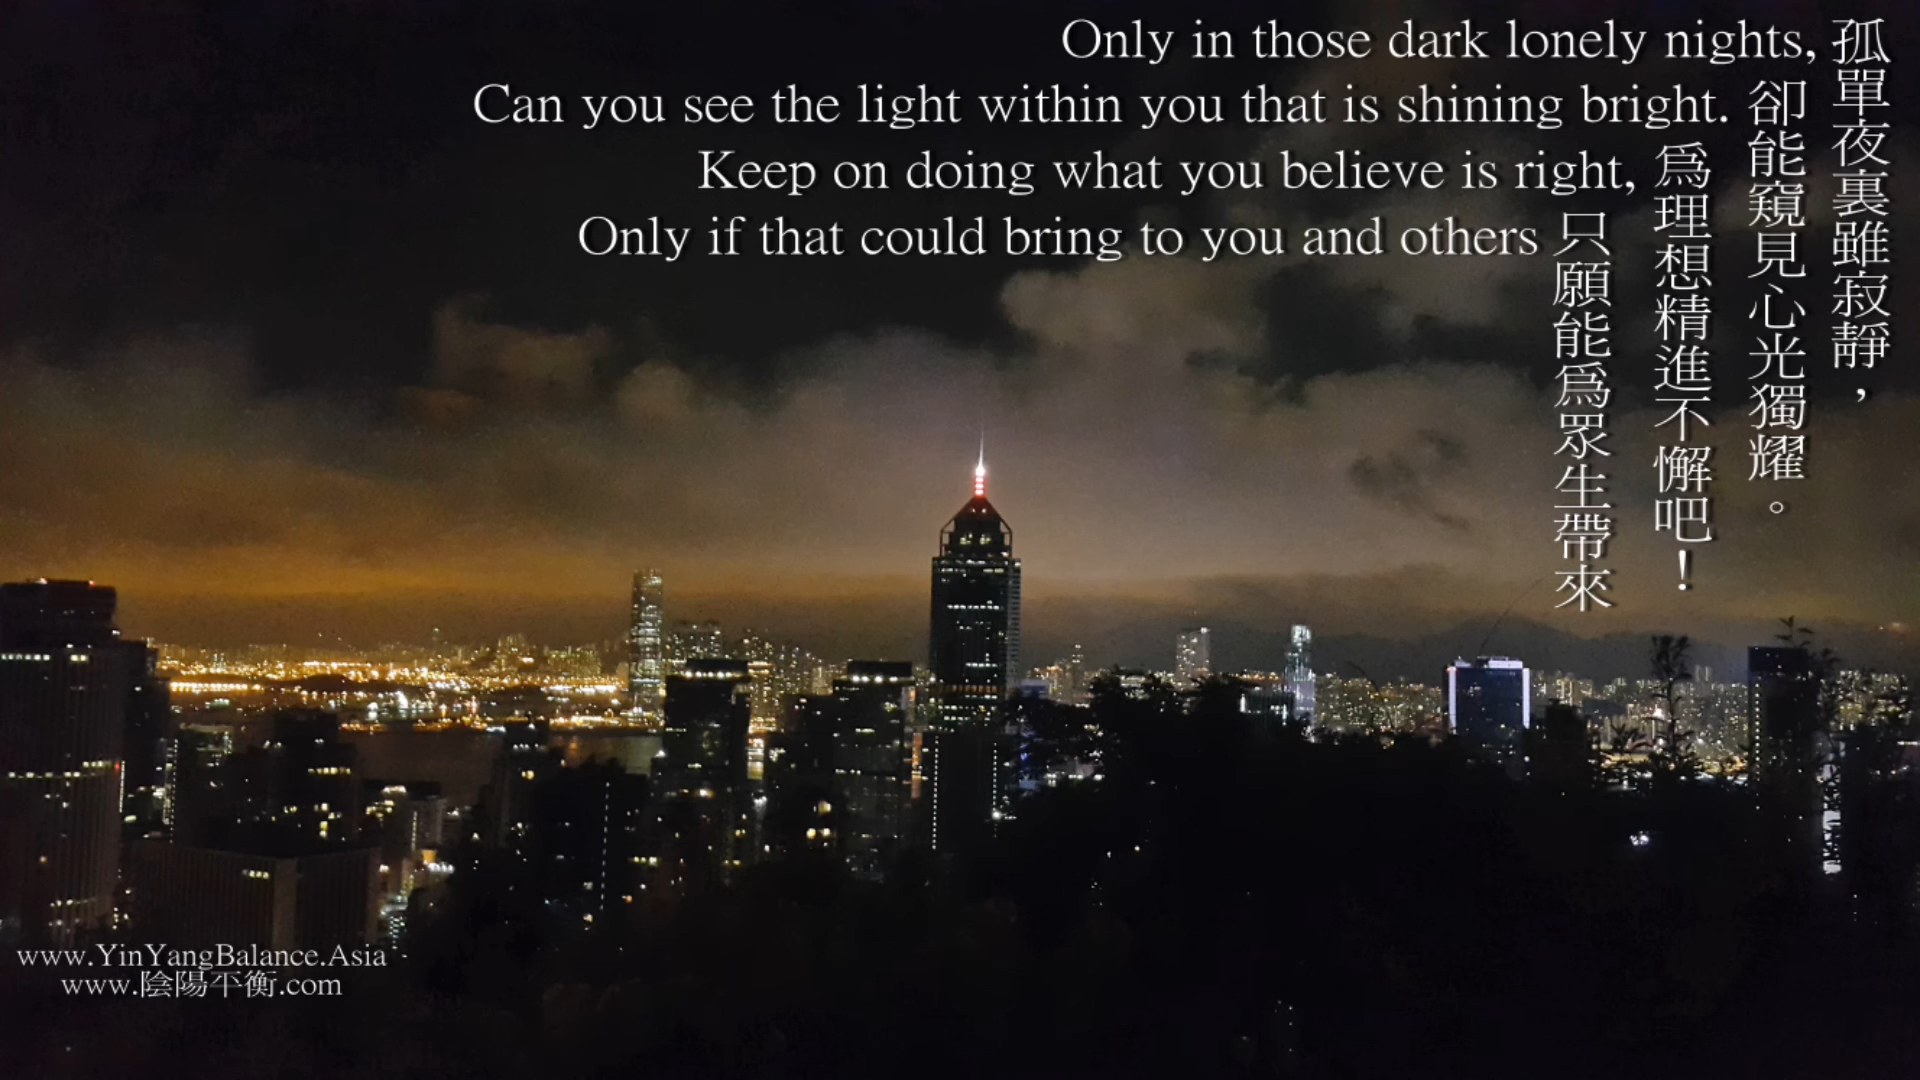 Only in those dark lonely nights,
Can you see the light within you that is shining bright.
Keep on doing what you believe is right,
Only if that could bring to you and others
孤單夜裏雖寂靜，
卻能窺見心光獨耀。
爲理想精進不懈吧！
只願能爲眾生帶來
www.YinYangBalance.Asia
www.陰陽平衡.com